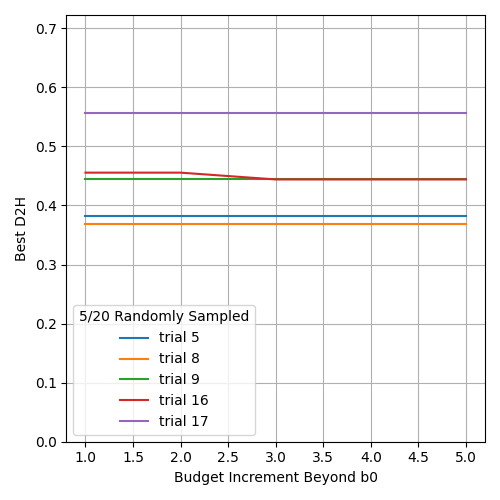 0.7
0.6
0.5
0.4
0.3
0.2
0.1
0.0
Best D2H
5/20 Randomly Sampled
trial 5
trial 8
trial 9
trial 16
trial 17
1.0 1.5 2.0 2.5 3.0 3.5 4.0 4.5 5.0
Budget Increment Beyond b0